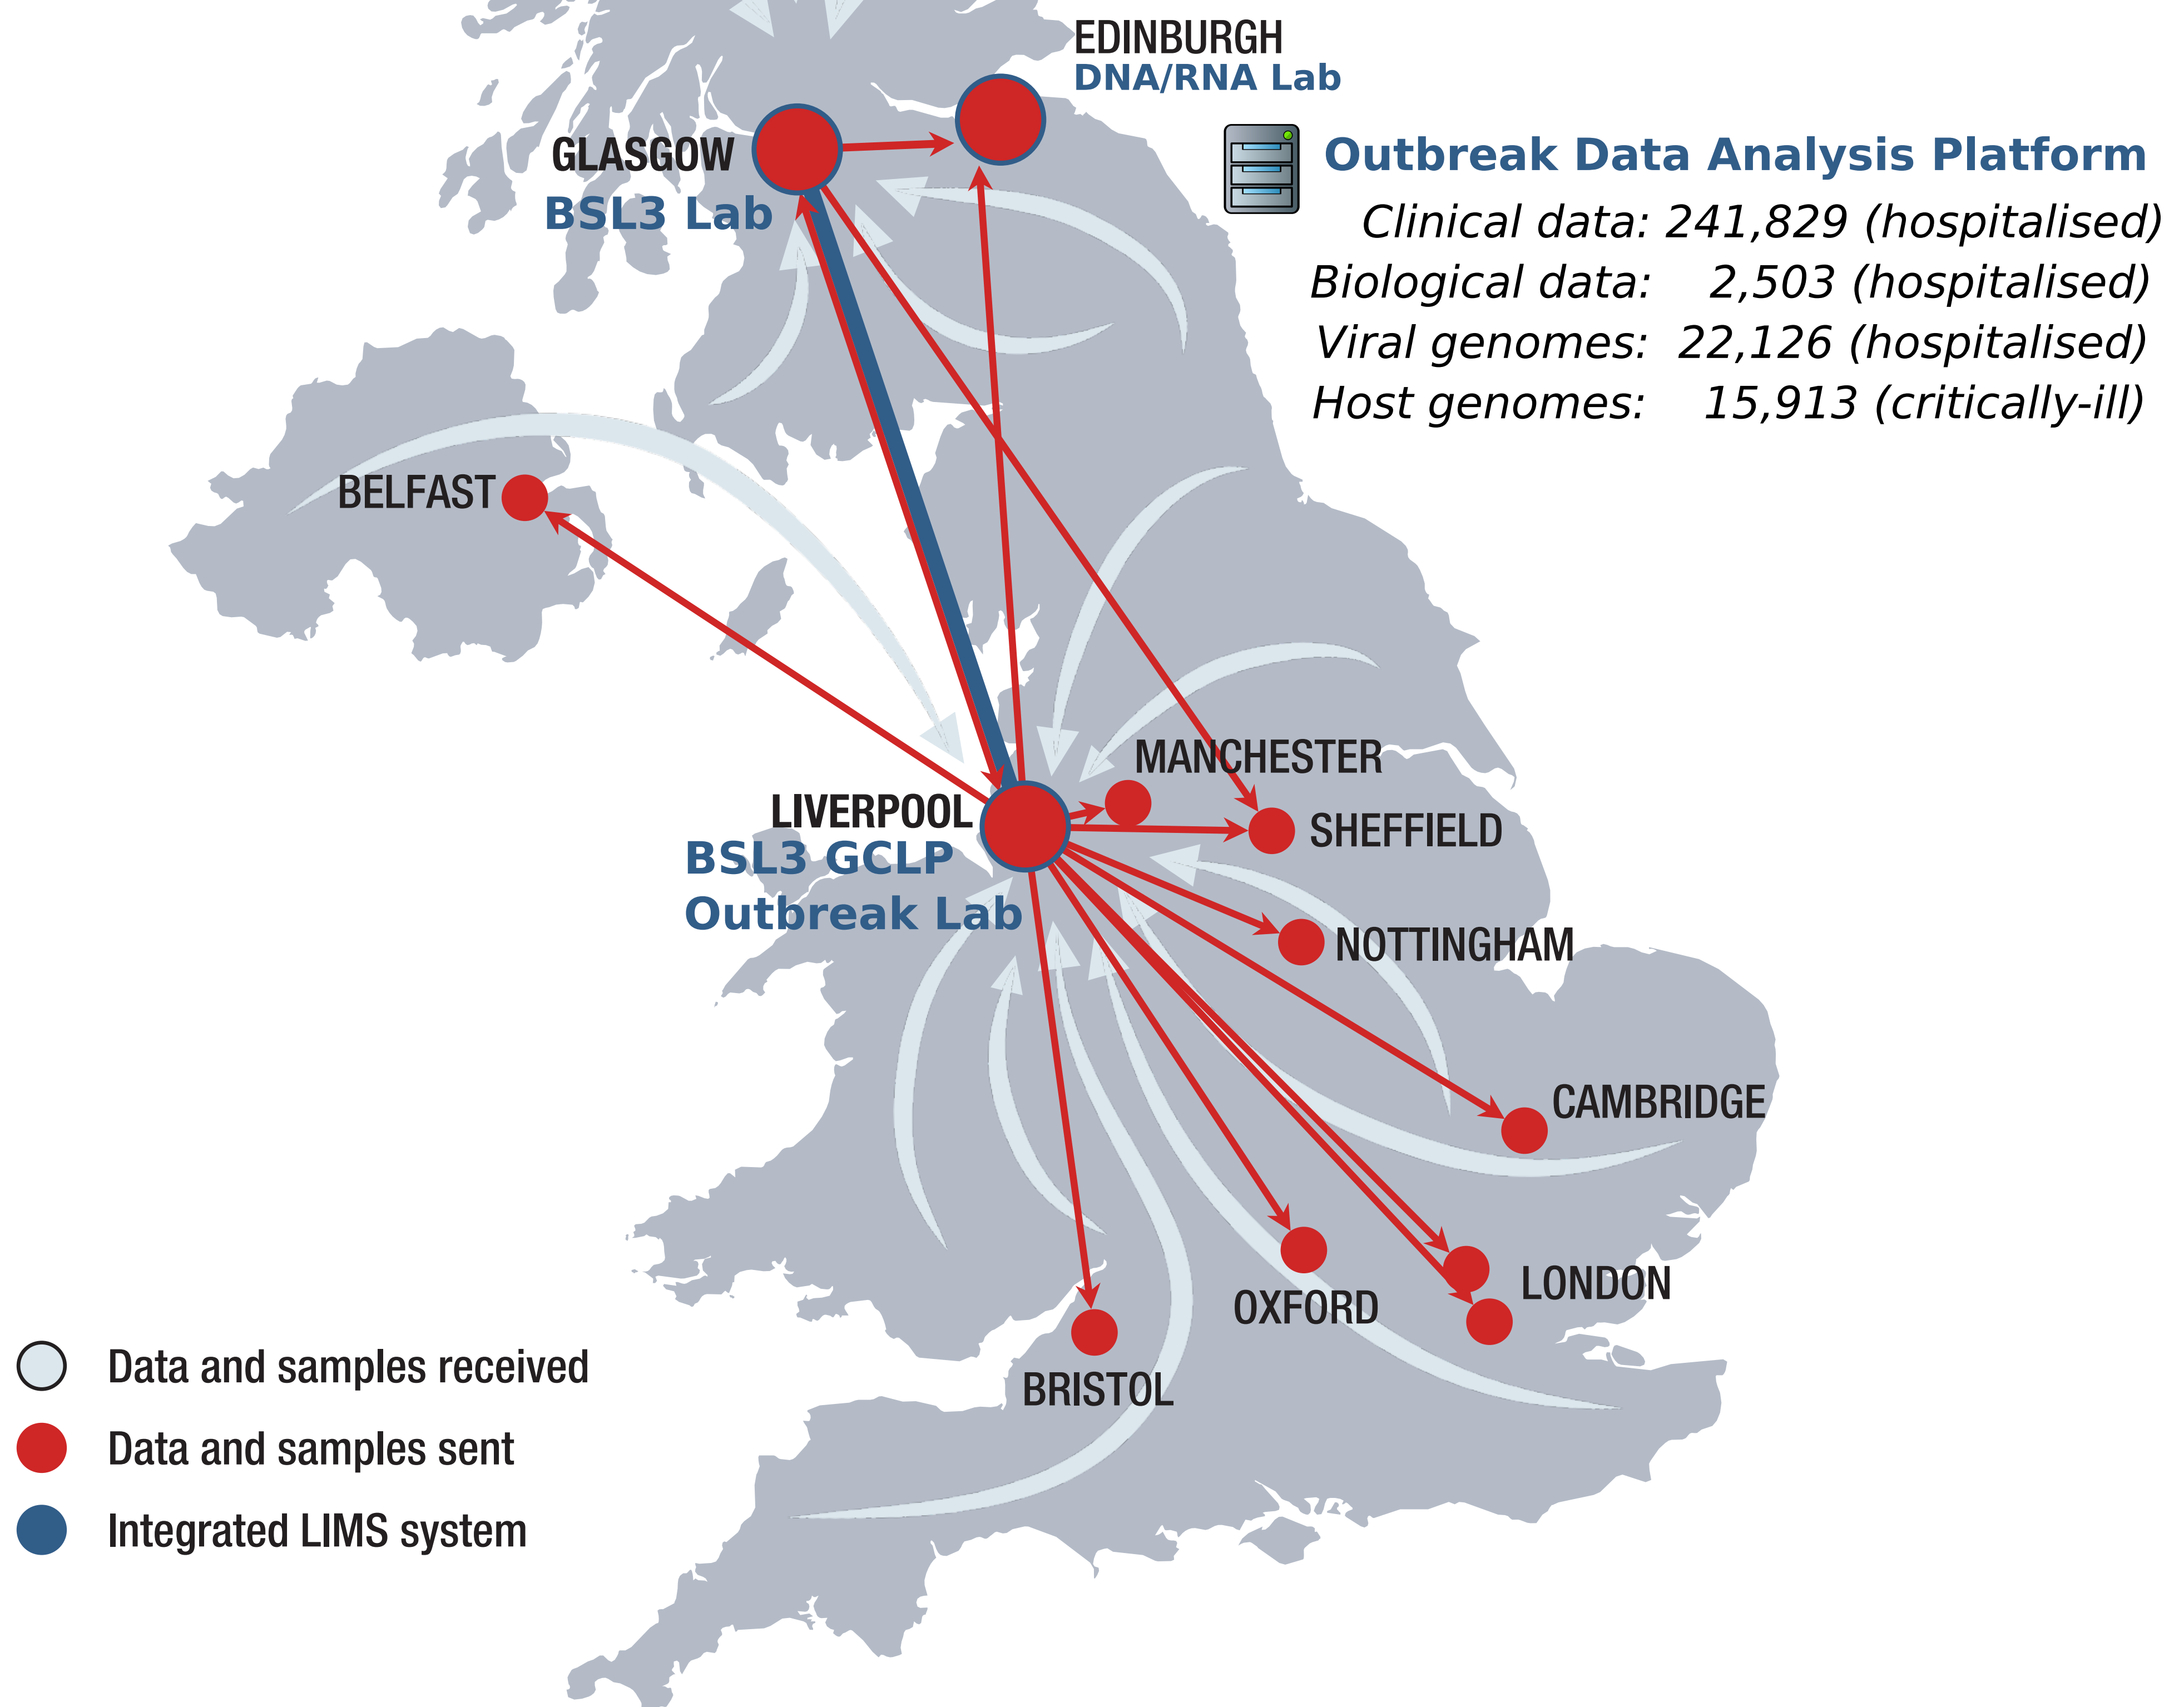 EDINBURGH
DNA/RNA Lab
GLASGOW
BSL3 Lab
Outbreak Data Analysis Platform
Clinical data: 241,829 (hospitalised)
Biological data: 2,503 (hospitalised)
Viral genomes: 22,126 (hospitalised)
Host genomes: 15,913 (critically-ill)
BELFAST
MANCHESTER
LIVERPOOL
BSL3 GCLP
Outbreak Lab
SHEFFIELD
NOTTINGHAM
CAMBRIDGE
LONDON
OXFORD
BRISTOL
Data and samples received
Data and samples sent
Integrated LIMS system